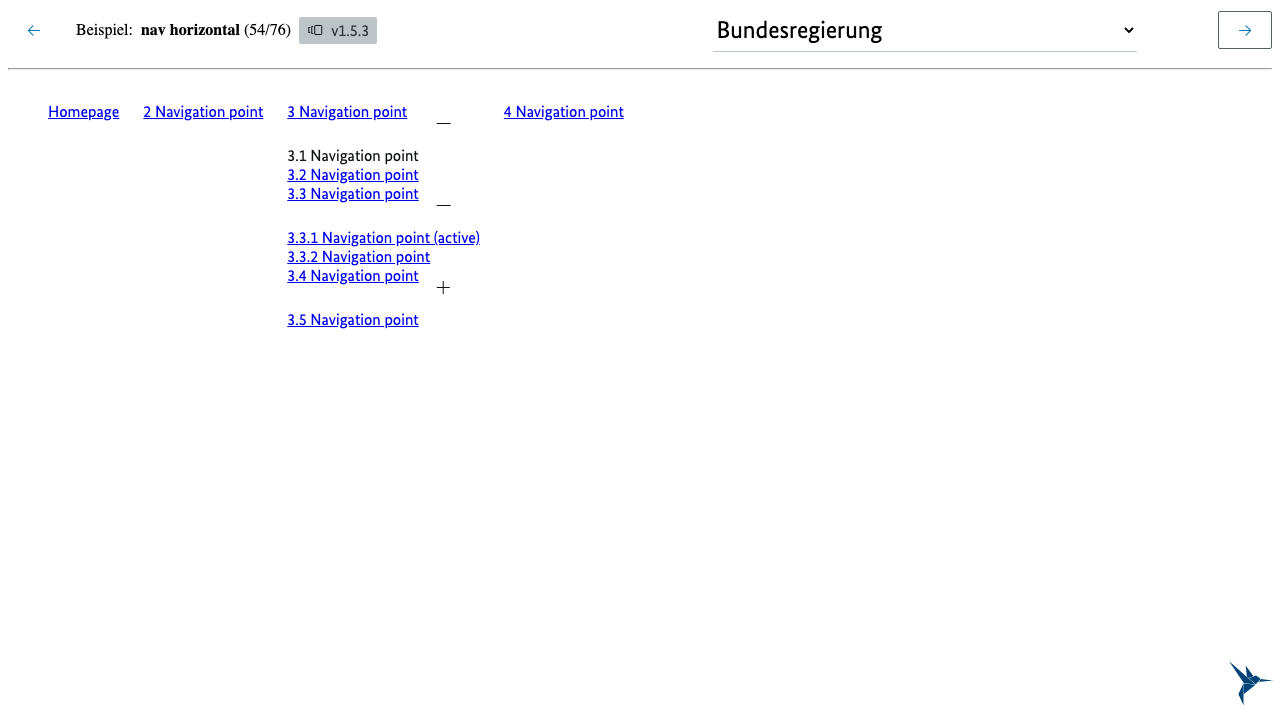 Beispiel: nav horizontal (54/76) v1.5.3 Bundesregierung
Homepage 2 Navigation point 3 Navigation point 4 Navigation point
3.1 Navigation point
3.2 Navigation point
3.3 Navigation point
3.3.1 Navigation point (active)
3.3.2 Navigation point
3.4 Navigation point
3.5 Navigation point